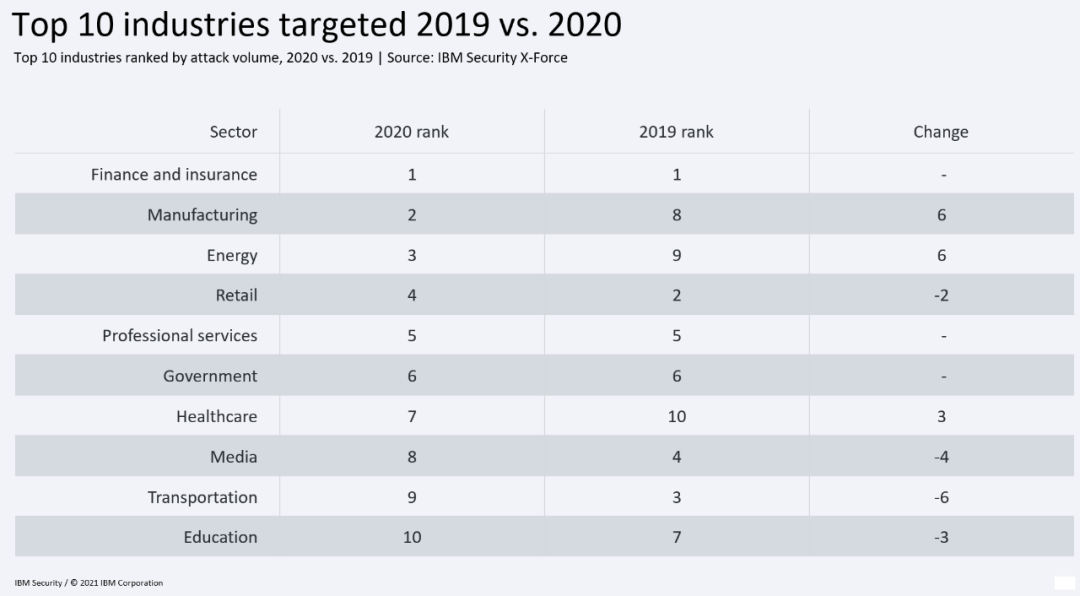 Top 10 industries targeted 2019 vs. 2020
Top 10 industries ranked by attack volume, 2020 vs. 2019 | Source: IBM Security X-Force
Sector 2020 rank 2019 rank Change
Finance and insurance 1 1 -
Manufacturing 2 8 6
Energy 3 9 6
Retail 4 2 -2
Professional services 5 5 -
Government 6 6 -
Healthcare 7 10 3
Media 8 4 -4
Transportation 9 3 -6
Education 10 7 -3
IBM Security / © 2021 IBM Corporation